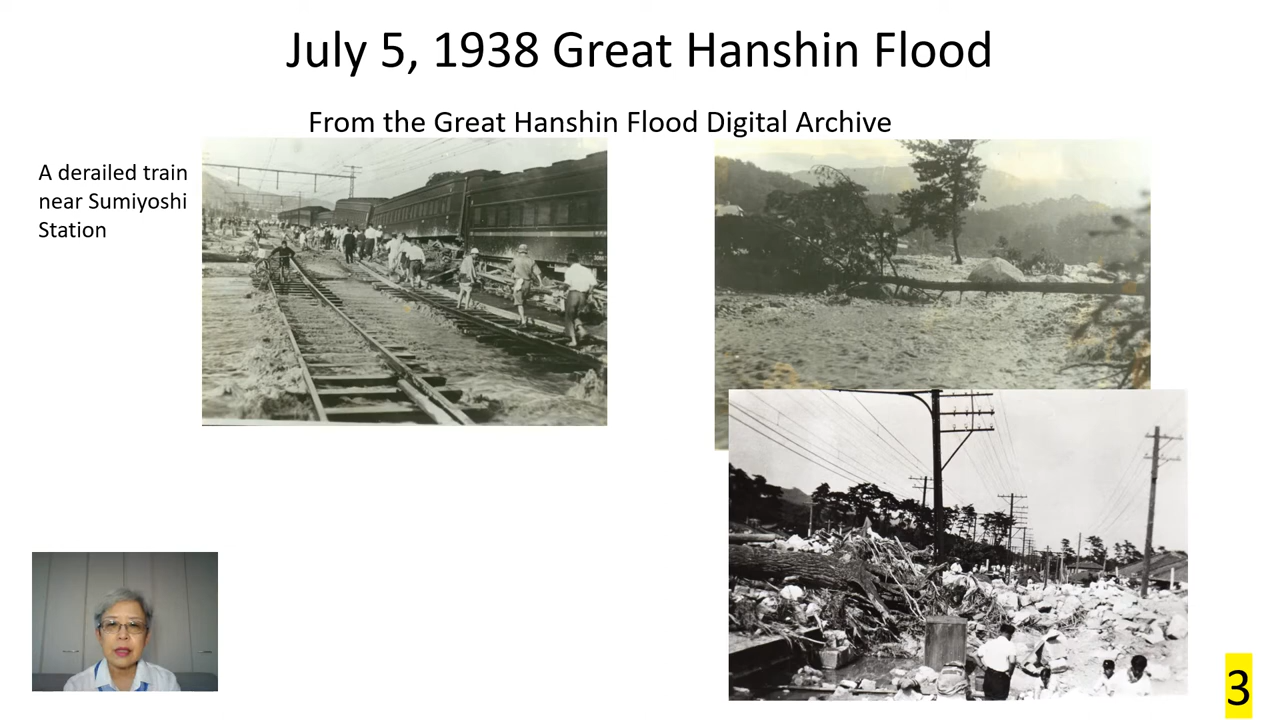 July 5, 1938 Great Hanshin Flood
From the Great Hanshin Flood Digital Archive
A derailed train
near Sumiyoshi
Station
3